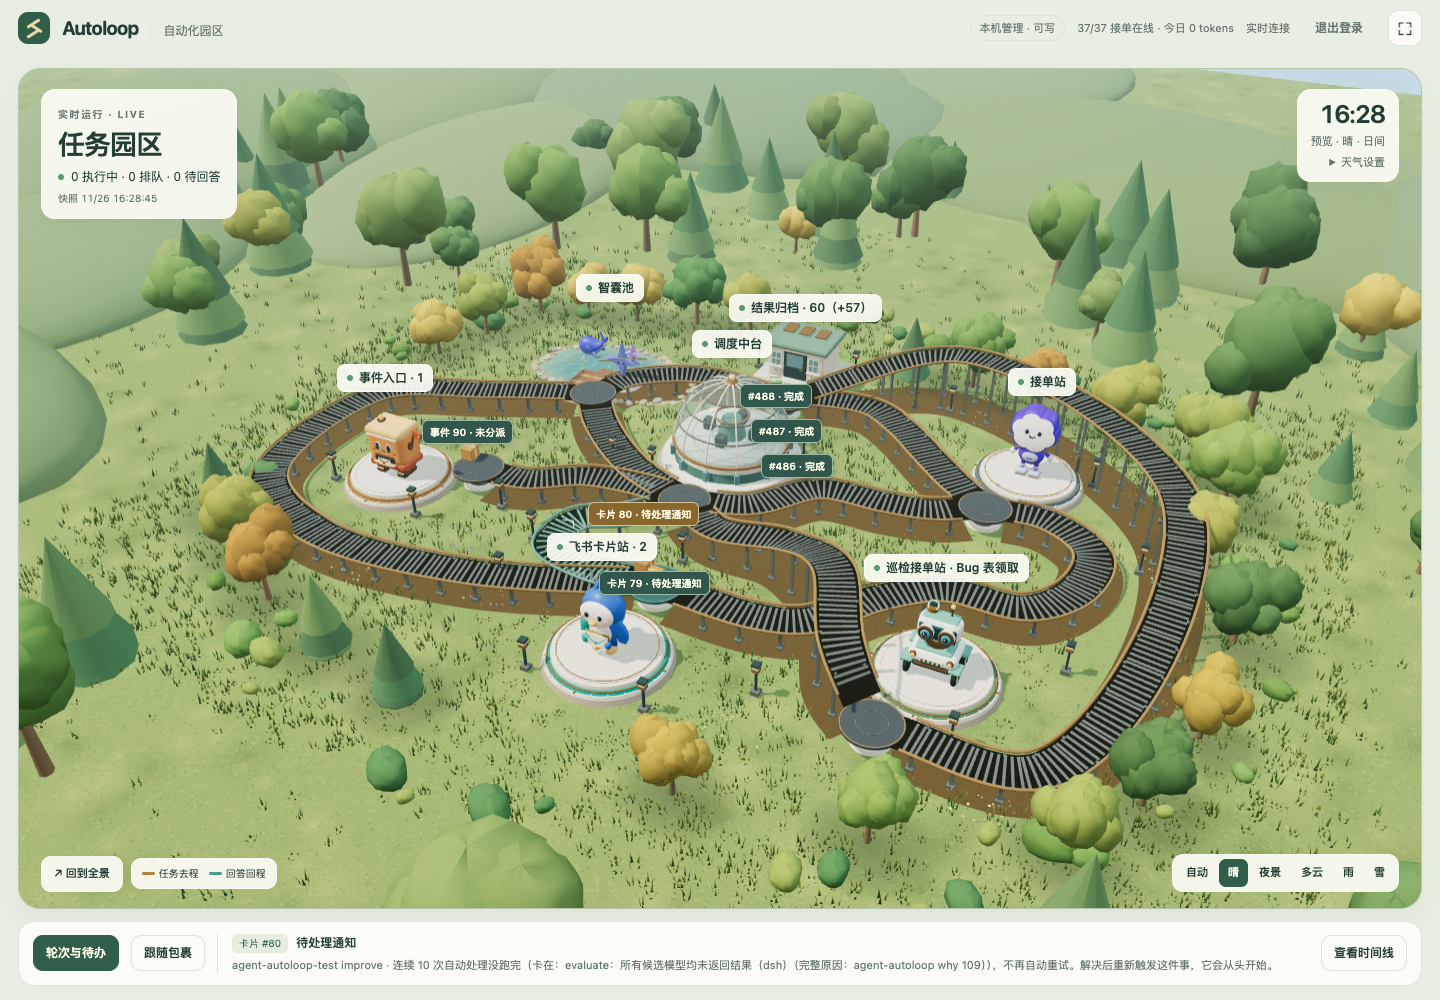 Autoloop
自动化园区
本机管理 · 可写
37/37 接单在线 · 今日 0 tokens
实时连接
退出登录
实时运行 · LIVE
任务园区
0 执行中 · 0 排队 · 0 待回答
快照 11/26 16:28:45
16:28
预览 · 晴 · 日间
天气设置
智囊池
结果归档 · 60（+57）
调度中台
事件入口 · 1
接单站
#488 · 完成
事件 90 · 未分派
#487 · 完成
#486 · 完成
卡片 80 · 待处理通知
飞书卡片站 · 2
巡检接单站 · Bug 表领取
卡片 79 · 待处理通知
↗ 回到全景
任务去程
回答回程
自动
晴
夜景
多云
雨
雪
轮次与待办
跟随包裹
卡片 #80
待处理通知
agent-autoloop-test improve · 连续 10 次自动处理没跑完（卡在：evaluate：所有候选模型均未返回结果（dsh）（完整原因：agent-autoloop why 109）），不再自动重试。解决后重新触发这件事，它会从头开始。
查看时间线